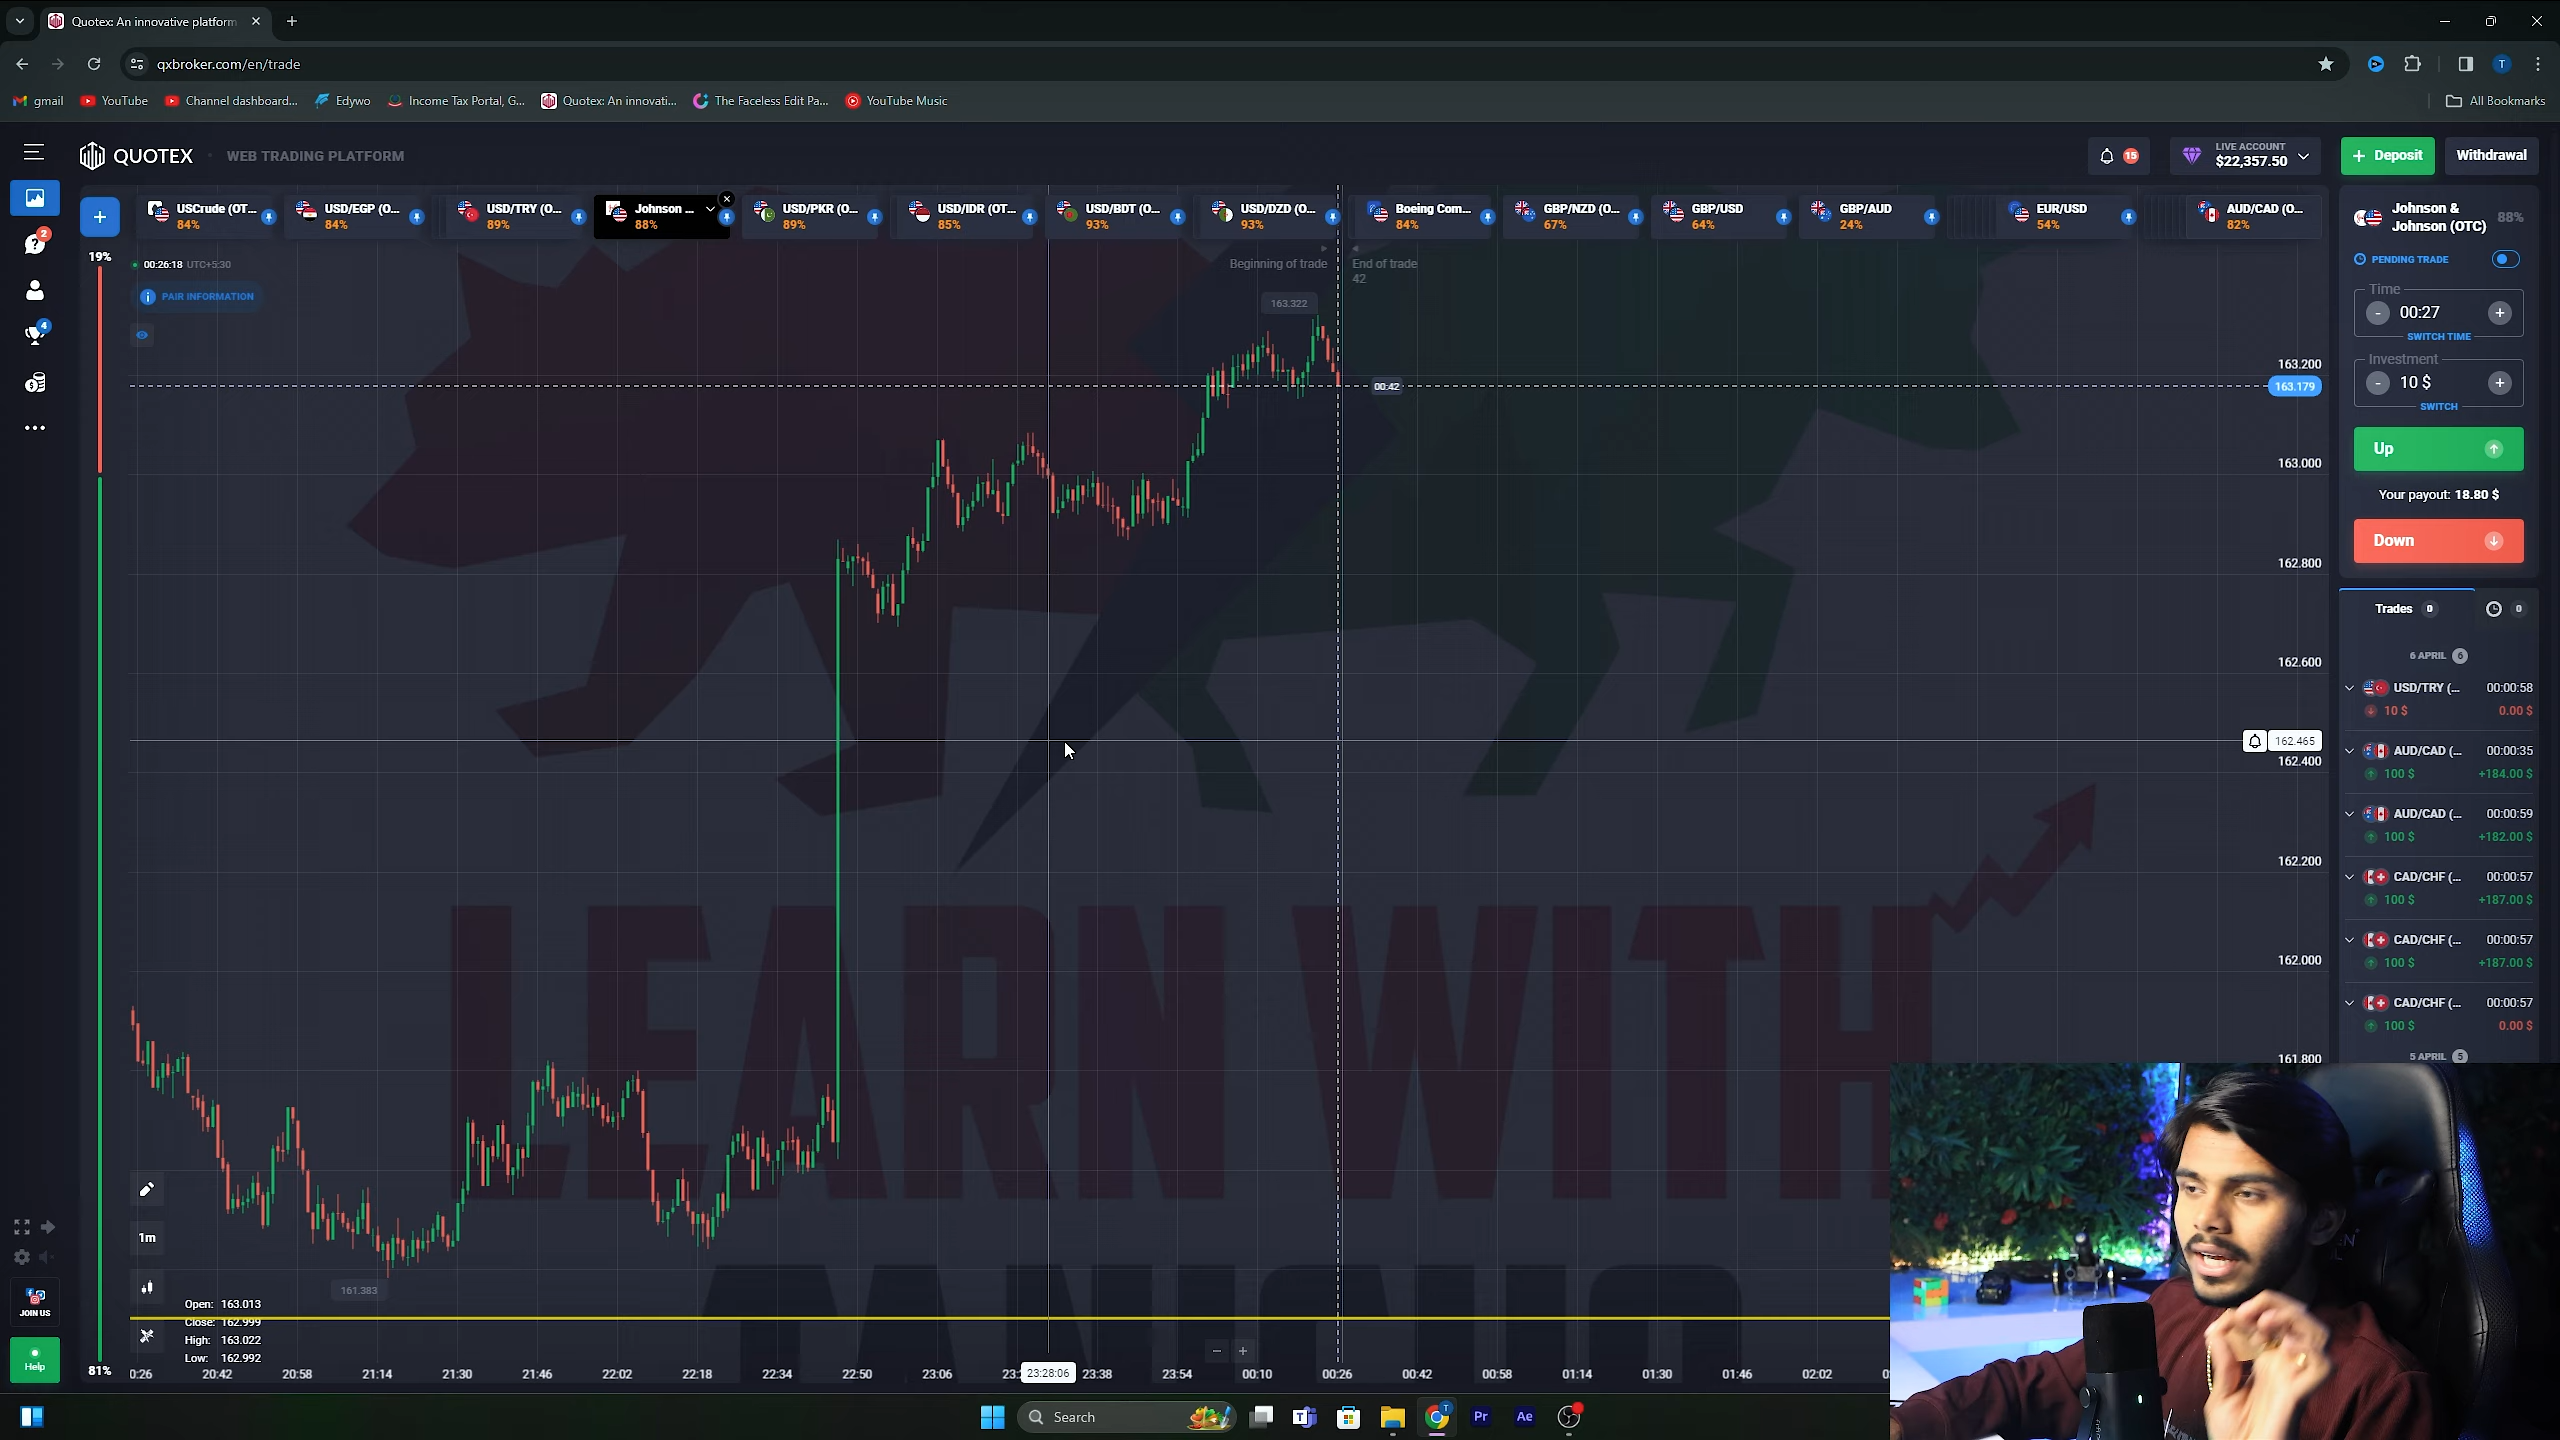 Quotex: An innovative platform
qxbroker.com/en/trade
gmail
YouTube
Channel dashboard...
Edywo
Income Tax Portal, G...
Quotex: An innovati...
The Faceless Edit Pa...
YouTube Music
All Bookmarks
QUOTEX
WEB TRADING PLATFORM
15
LIVE ACCOUNT
$22,357.50
+ Deposit
Withdrawal
USCrude (OT...
84%
USD/EGP (O...
84%
USD/TRY (O...
89%
Johnson ...
88%
USD/PKR (O...
89%
USD/IDR (OT...
85%
USD/BDT (O...
93%
USD/DZD (O...
93%
Boeing Com...
84%
GBP/NZD (O...
67%
GBP/USD
64%
GBP/AUD
24%
EUR/USD
54%
AUD/CAD (O...
82%
2
4
19%
00:26:18 UTC+5:30
PAIR INFORMATION
Beginning of trade
End of trade
42
163.322
00:42
163.200
163.179
163.000
162.800
162.600
162.465
162.400
162.200
162.000
161.800
161.383
LEARN WITH
Johnson &
Johnson (OTC)
88%
PENDING TRADE
Time
- 00:27 +
SWITCH TIME
Investment
- 10 $ +
SWITCH
Up
Your payout: 18.80 $
Down
Trades 0
0
6 APRIL 6
USD/TRY (... 00:00:58
10 $ 0.00 $
AUD/CAD (... 00:00:35
100 $ +184.00 $
AUD/CAD (... 00:00:59
100 $ +182.00 $
CAD/CHF (... 00:00:57
100 $ +187.00 $
CAD/CHF (... 00:00:57
100 $ +187.00 $
CAD/CHF (... 00:00:57
100 $ 0.00 $
5 APRIL 5
1m
Open: 163.013
Close: 162.999
High: 163.022
Low: 162.992
JOIN US
Help
81%
0:26
20:42
20:58
21:14
21:30
21:46
22:02
22:18
22:34
22:50
23:06
23:28:06
23:38
23:54
00:10
00:26
00:42
00:58
01:14
01:30
01:46
02:02
Search
T
Pr
Ae